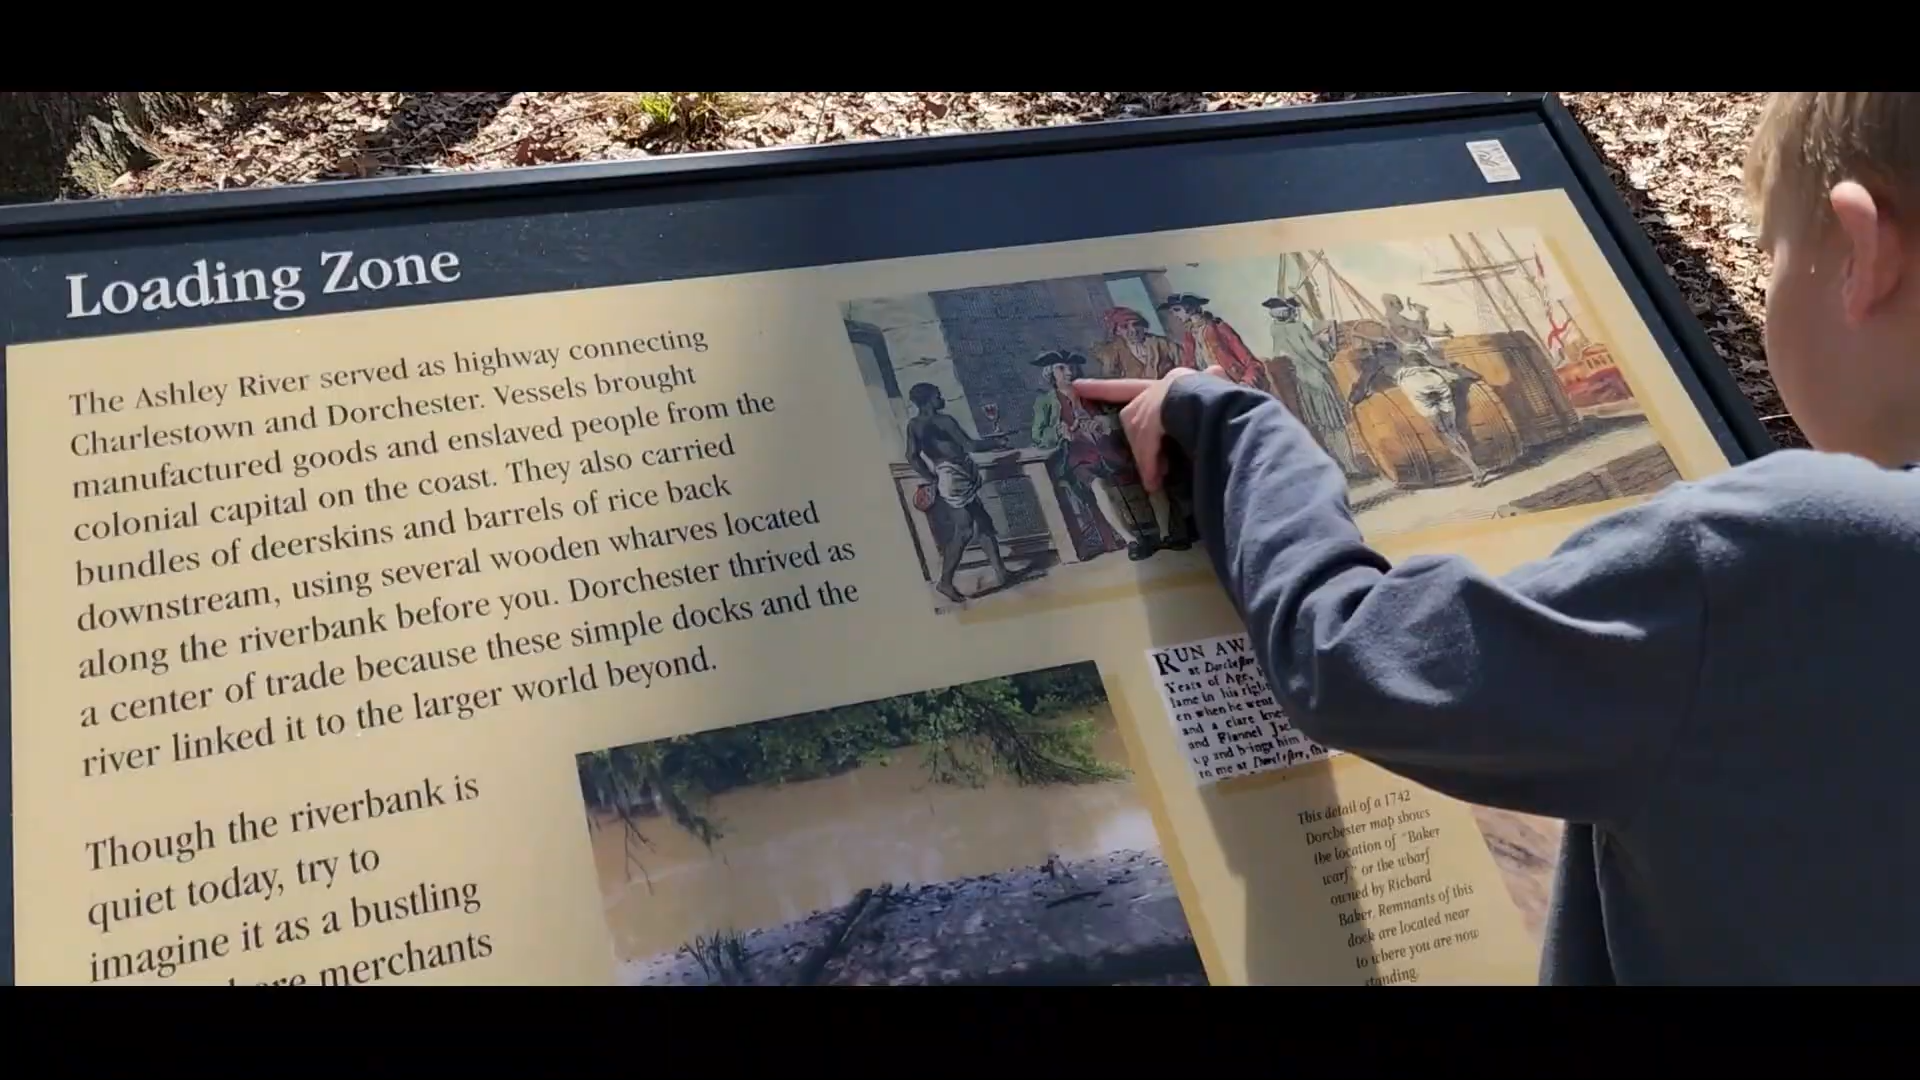 Loading Zone
The Ashley River served as highway connecting
Charlestown and Dorchester. Vessels brought
manufactured goods and enslaved people from the
colonial capital on the coast. They also carried
bundles of deerskins and barrels of rice back
downstream, using several wooden wharves located
along the riverbank before you. Dorchester thrived as
a center of trade because these simple docks and the
river linked it to the larger world beyond.
Though the riverbank is
quiet today, try to
imagine it as a bustling
merchants
RUN AW
at Dorchester
Years of Age,
lame in his right
en when he went
and a clare
and Flannel
up and brings him
to me at Dorchester,
This detail of a 1742
Dorchester map shows
the location of "Baker
warf," or the wharf
owned by Richard
Baker. Remnants of this
dock are located near
to where you are now
standing.